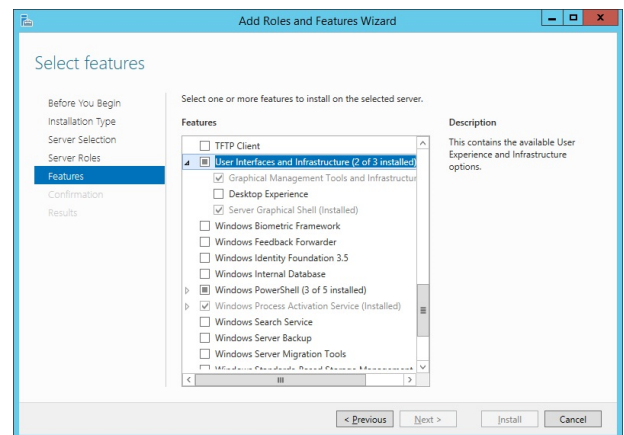 Add Roles and Features Wizard
Select features
Before You Begin
Installation Type
Server Selection
Server Roles
Features
Confirmation
Results
Select one or more features to install on the selected server.
Features
TFTP Client
User Interfaces and Infrastructure (2 of 3 installed)
Graphical Management Tools and Infrastructur
Desktop Experience
Server Graphical Shell (Installed)
Windows Biometric Framework
Windows Feedback Forwarder
Windows Identity Foundation 3.5
Windows Internal Database
Windows PowerShell (3 of 5 installed)
Windows Process Activation Service (Installed)
Windows Search Service
Windows Server Backup
Windows Server Migration Tools
Windows Standards-Based Storage Management
Description
This contains the available User
Experience and Infrastructure
options.
< Previous
Next >
Install
Cancel